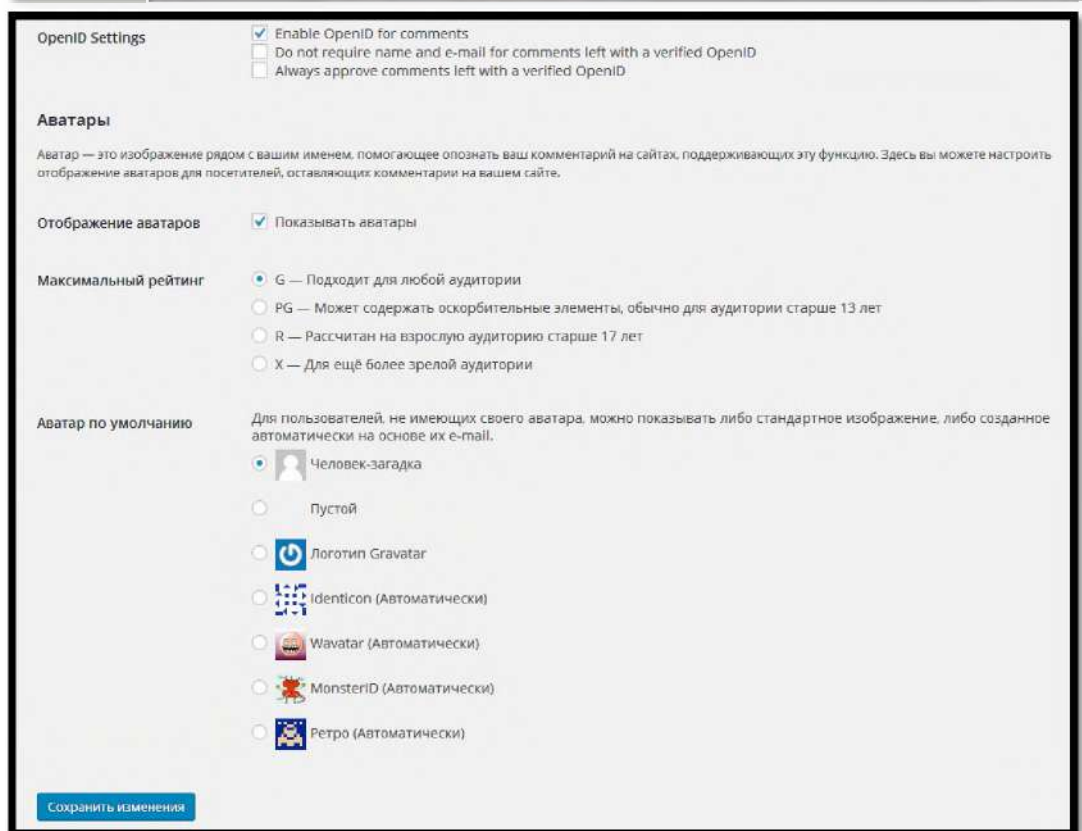 OpenID Settings
Enable OpenID for comments
Do not require name and e-mail for comments left with a verified OpenID
Always approve comments left with a verified OpenID
Аватары
Аватар — это изображение рядом с вашим именем, помогающее опознать ваш комментарий на сайтах, поддерживающих эту функцию. Здесь вы можете настроить
отображение аватаров для посетителей, оставляющих комментарии на вашем сайте.
Отображение аватаров
Показывать аватары
Максимальный рейтинг
G — Подходит для любой аудитории
PG — Может содержать оскорбительные элементы, обычно для аудитории старше 13 лет
R — Рассчитан на взрослую аудиторию старше 17 лет
X — Для ещё более зрелой аудитории
Аватар по умолчанию
Для пользователей, не имеющих своего аватара, можно показывать либо стандартное изображение, либо созданное
автоматически на основе их e-mail.
Человек-загадка
Пустой
Логотип Gravatar
Identicon (Автоматически)
Wavatar (Автоматически)
MonsterID (Автоматически)
Ретро (Автоматически)
Сохранить изменения